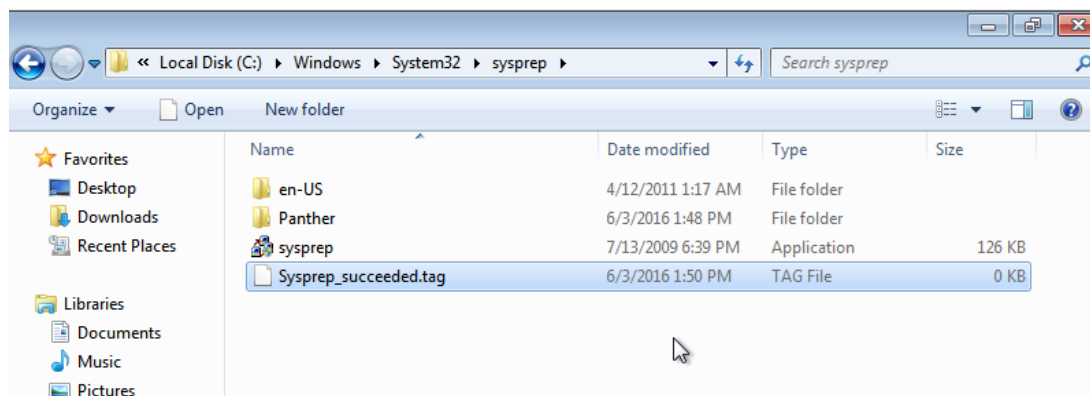 « Local Disk (C:) Windows System32 sysprep Search sysprep
Organize Open New folder
Name Date modified Type Size
Favorites
Desktop
Downloads
Recent Places
Libraries
Documents
Music
Pictures
en-US 4/12/2011 1:17 AM File folder
Panther 6/3/2016 1:48 PM File folder
sysprep 7/13/2009 6:39 PM Application 126 KB
Sysprep_succeeded.tag 6/3/2016 1:50 PM TAG File 0 KB